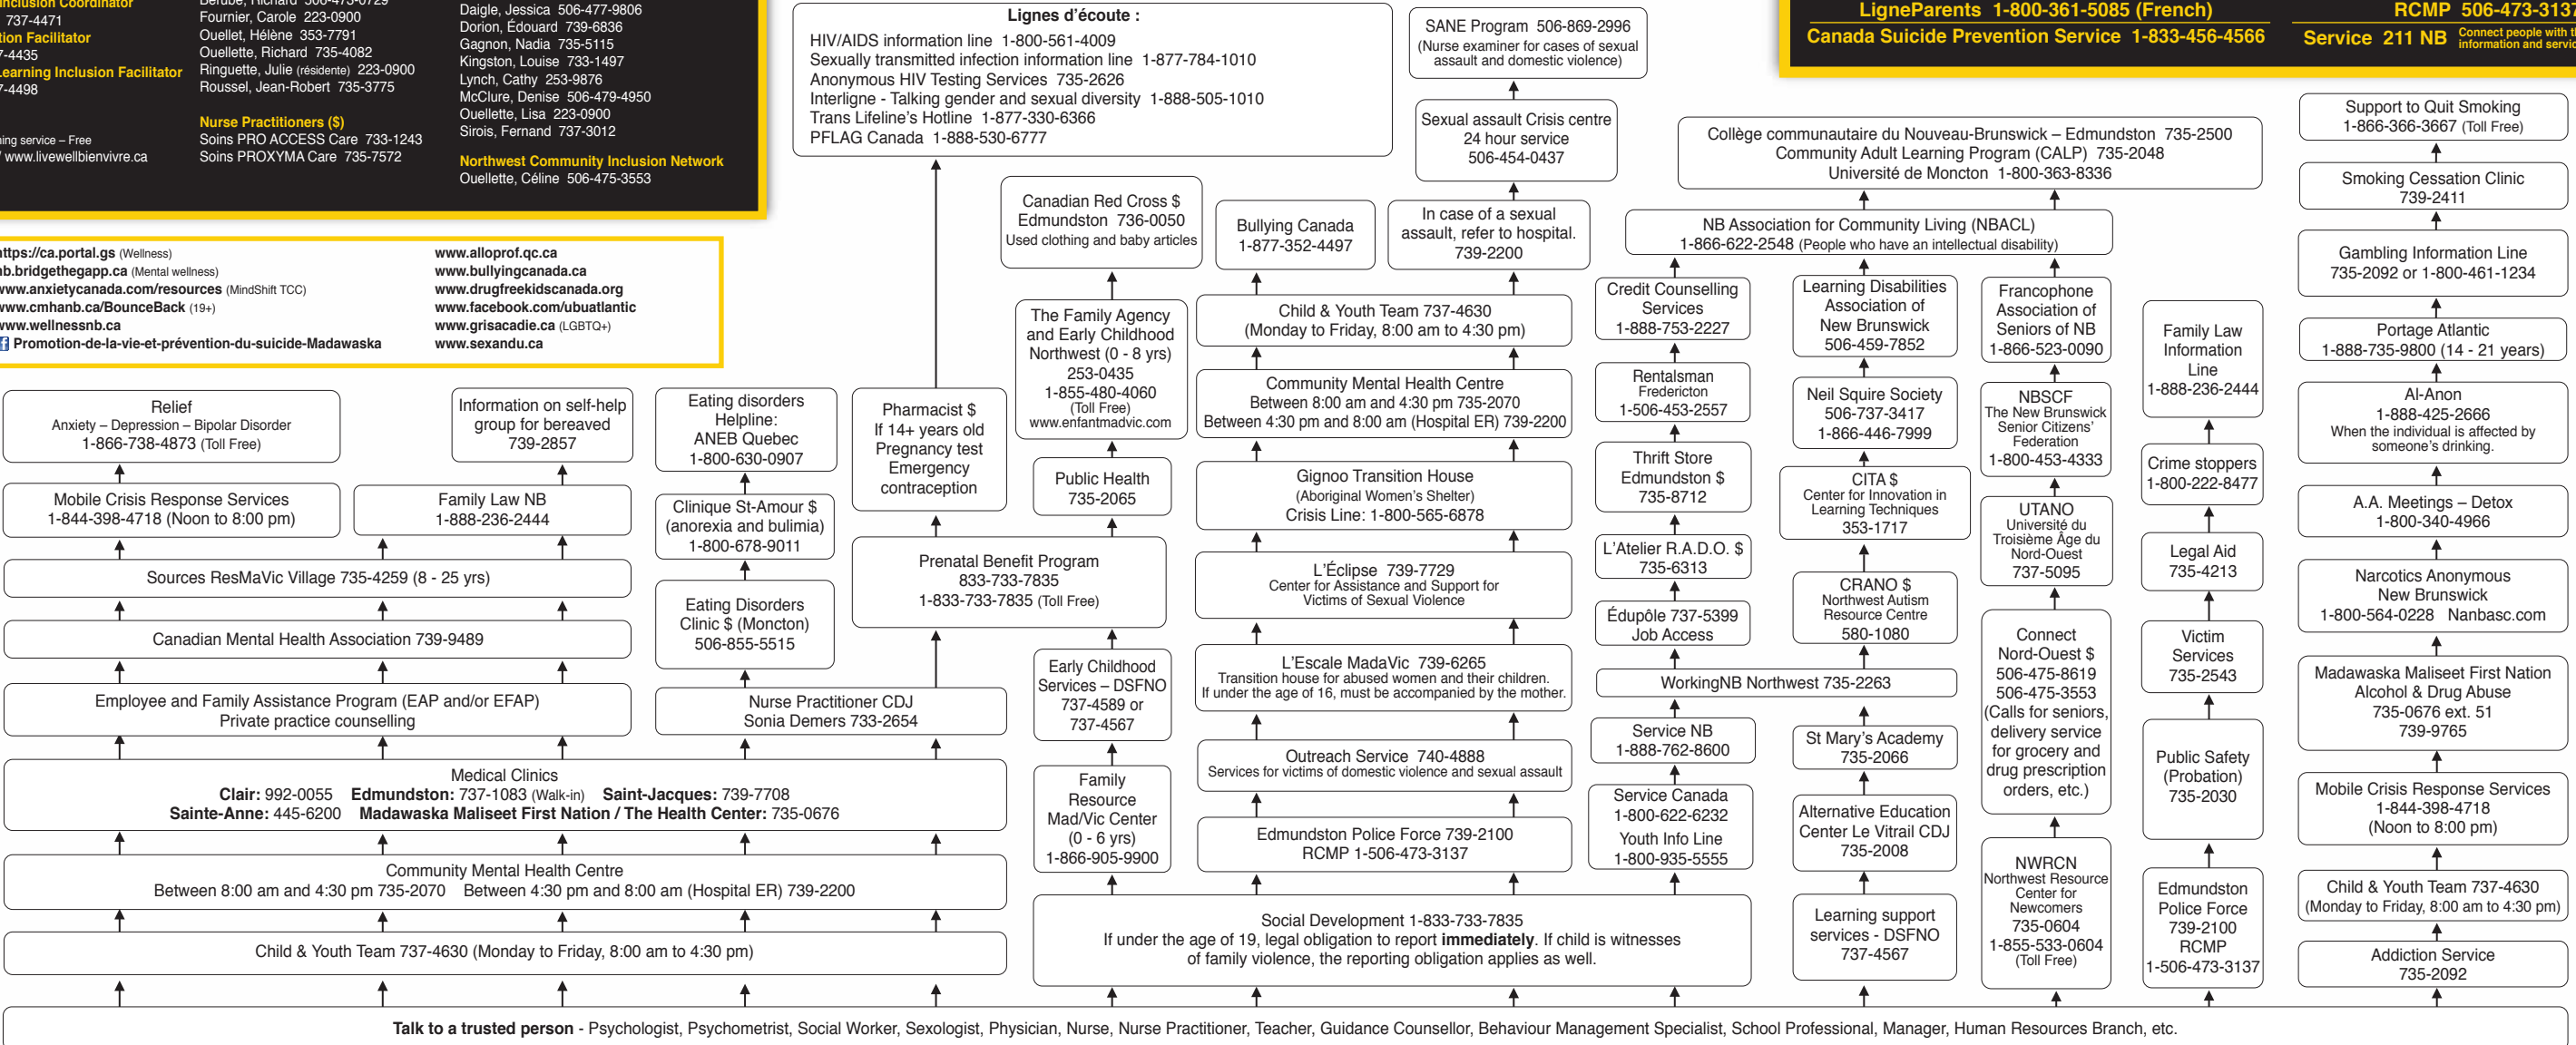 Inclusion Coordinator
737-4471
Facilitator
7-4435
Learning Inclusion Facilitator
7-4498
service – Free
www.livewellbienvivre.ca
Bérubé, Richard 506-473-0729
Fournier, Carole 223-0900
Ouellet, Hélène 353-7791
Ouellette, Richard 735-4082
Ringuette, Julie (résidente) 223-0900
Roussel, Jean-Robert 735-3775
Nurse Practitioners ($)
Soins PRO ACCESS Care 733-1243
Soins PROXYMA Care 735-7572
Daigle, Jessica 506-477-9806
Dorion, Édouard 739-6836
Gagnon, Nadia 735-5115
Kingston, Louise 733-1497
Lynch, Cathy 253-9876
McClure, Denise 506-479-4950
Ouellette, Lisa 223-0900
Sirois, Fernand 737-3012
Northwest Community Inclusion Network
Ouellette, Céline 506-475-3553
https://ca.portal.gs (Wellness)
nb.bridgethegapp.ca (Mental wellness)
www.anxietycanada.com/resources (MindShift TCC)
www.cmhanb.ca/BounceBack (19+)
www.wellnessnb.ca
Promotion-de-la-vie-et-prévention-du-suicide-Madawaska
www.alloprof.qc.ca
www.bullyingcanada.ca
www.drugfreekidscanada.org
www.facebook.com/ubuatlantic
www.grisacadie.ca (LGBTQ+)
www.sexandu.ca
LigneParents 1-800-361-5085 (French)
Canada Suicide Prevention Service 1-833-456-4566
RCMP 506-473-3137
Service 211 NB Connect people with
information and
Lignes d'écoute :
HIV/AIDS information line 1-800-561-4009
Sexually transmitted infection information line 1-877-784-1010
Anonymous HIV Testing Services 735-2626
Interligne - Talking gender and sexual diversity 1-888-505-1010
Trans Lifeline's Hotline 1-877-330-6366
PFLAG Canada 1-888-530-6777
Relief
Anxiety – Depression – Bipolar Disorder
1-866-738-4873 (Toll Free)
Information on self-help
group for bereaved
739-2857
Mobile Crisis Response Services
1-844-398-4718 (Noon to 8:00 pm)
Family Law NB
1-888-236-2444
Sources ResMaVic Village 735-4259 (8 - 25 yrs)
Canadian Mental Health Association 739-9489
Employee and Family Assistance Program (EAP and/or EFAP)
Private practice counselling
Eating disorders
Helpline:
ANEB Quebec
1-800-630-0907
Clinique St-Amour $
(anorexia and bulimia)
1-800-678-9011
Eating Disorders
Clinic $ (Moncton)
506-855-5515
Nurse Practitioner CDJ
Sonia Demers 733-2654
Pharmacist $
If 14+ years old
Pregnancy test
Emergency
contraception
Prenatal Benefit Program
833-733-7835
1-833-733-7835 (Toll Free)
Medical Clinics
Clair: 992-0055 Edmundston: 737-1083 (Walk-in) Saint-Jacques: 739-7708
Sainte-Anne: 445-6200 Madawaska Maliseet First Nation / The Health Center: 735-0676
Community Mental Health Centre
Between 8:00 am and 4:30 pm 735-2070 Between 4:30 pm and 8:00 am (Hospital ER) 739-2200
Child & Youth Team 737-4630 (Monday to Friday, 8:00 am to 4:30 pm)
Canadian Red Cross $
Edmundston 736-0050
Used clothing and baby articles
The Family Agency
and Early Childhood
Northwest (0 - 8 yrs)
253-0435
1-855-480-4060
(Toll Free)
www.enfantmadvic.com
Public Health
735-2065
Early Childhood
Services – DSFNO
737-4589 or
737-4567
Family
Resource
Mad/Vic Center
(0 - 6 yrs)
1-866-905-9900
SANE Program 506-869-2996
(Nurse examiner for cases of sexual
assault and domestic violence)
Sexual assault Crisis centre
24 hour service
506-454-0437
Bullying Canada
1-877-352-4497
In case of a sexual
assault, refer to hospital.
739-2200
Child & Youth Team 737-4630
(Monday to Friday, 8:00 am to 4:30 pm)
Community Mental Health Centre
Between 8:00 am and 4:30 pm 735-2070
Between 4:30 pm and 8:00 am (Hospital ER) 739-2200
Gignoo Transition House
(Aboriginal Women's Shelter)
Crisis Line: 1-800-565-6878
L'Éclipse 739-7729
Center for Assistance and Support for
Victims of Sexual Violence
L'Escale MadaVic 739-6265
Transition house for abused women and their children.
If under the age of 16, must be accompanied by the mother.
Outreach Service 740-4888
Services for victims of domestic violence and sexual assault
Edmundston Police Force 739-2100
RCMP 1-506-473-3137
Social Development 1-833-733-7835
If under the age of 19, legal obligation to report immediately. If child is witnesses
of family violence, the reporting obligation applies as well.
Collège communautaire du Nouveau-Brunswick – Edmundston 735-2500
Community Adult Learning Program (CALP) 735-2048
Université de Moncton 1-800-363-8336
NB Association for Community Living (NBACL)
1-866-622-2548 (People who have an intellectual disability)
Credit Counselling
Services
1-888-753-2227
Rentalsman
Fredericton
1-506-453-2557
Thrift Store
Edmundston $
735-8712
L'Atelier R.A.D.O. $
735-6313
Édupôle 737-5399
Job Access
WorkingNB Northwest 735-2263
Service NB
1-888-762-8600
Service Canada
1-800-622-6232
Youth Info Line
1-800-935-5555
Learning Disabilities
Association of
New Brunswick
506-459-7852
Neil Squire Society
506-737-3417
1-866-446-7999
CITA $
Center for Innovation in
Learning Techniques
353-1717
CRANO $
Northwest Autism
Resource Centre
580-1080
St Mary's Academy
735-2066
Alternative Education
Center Le Vitrail CDJ
735-2008
Learning support
services - DSFNO
737-4567
Francophone
Association of
Seniors of NB
1-866-523-0090
NBSCF
The New Brunswick
Senior Citizens'
Federation
1-800-453-4333
UTANO
Université du
Troisième Âge du
Nord-Ouest
737-5095
Connect
Nord-Ouest $
506-475-8619
506-475-3553
(Calls for seniors,
delivery service
for grocery and
drug prescription
orders, etc.)
NWRCN
Northwest Resource
Center for
Newcomers
735-0604
1-855-533-0604
(Toll Free)
Family Law
Information
Line
1-888-236-2444
Crime stoppers
1-800-222-8477
Legal Aid
735-4213
Victim
Services
735-2543
Public Safety
(Probation)
735-2030
Edmundston
Police Force
739-2100
RCMP
1-506-473-3137
Support to Quit Smoking
1-866-366-3667 (Toll Free)
Smoking Cessation Clinic
739-2411
Gambling Information Line
735-2092 or 1-800-461-1234
Portage Atlantic
1-888-735-9800 (14 - 21 years)
Al-Anon
1-888-425-2666
When the individual is affected by
someone's drinking.
A.A. Meetings – Detox
1-800-340-4966
Narcotics Anonymous
New Brunswick
1-800-564-0228 Nanbasc.com
Madawaska Maliseet First Nation
Alcohol & Drug Abuse
735-0676 ext. 51
739-9765
Mobile Crisis Response Services
1-844-398-4718
(Noon to 8:00 pm)
Child & Youth Team 737-4630
(Monday to Friday, 8:00 am to 4:30 pm)
Addiction Service
735-2092
Talk to a trusted person - Psychologist, Psychometrist, Social Worker, Sexologist, Physician, Nurse, Nurse Practitioner, Teacher, Guidance Counsellor, Behaviour Management Specialist, School Professional, Manager, Human Resources Branch, etc.